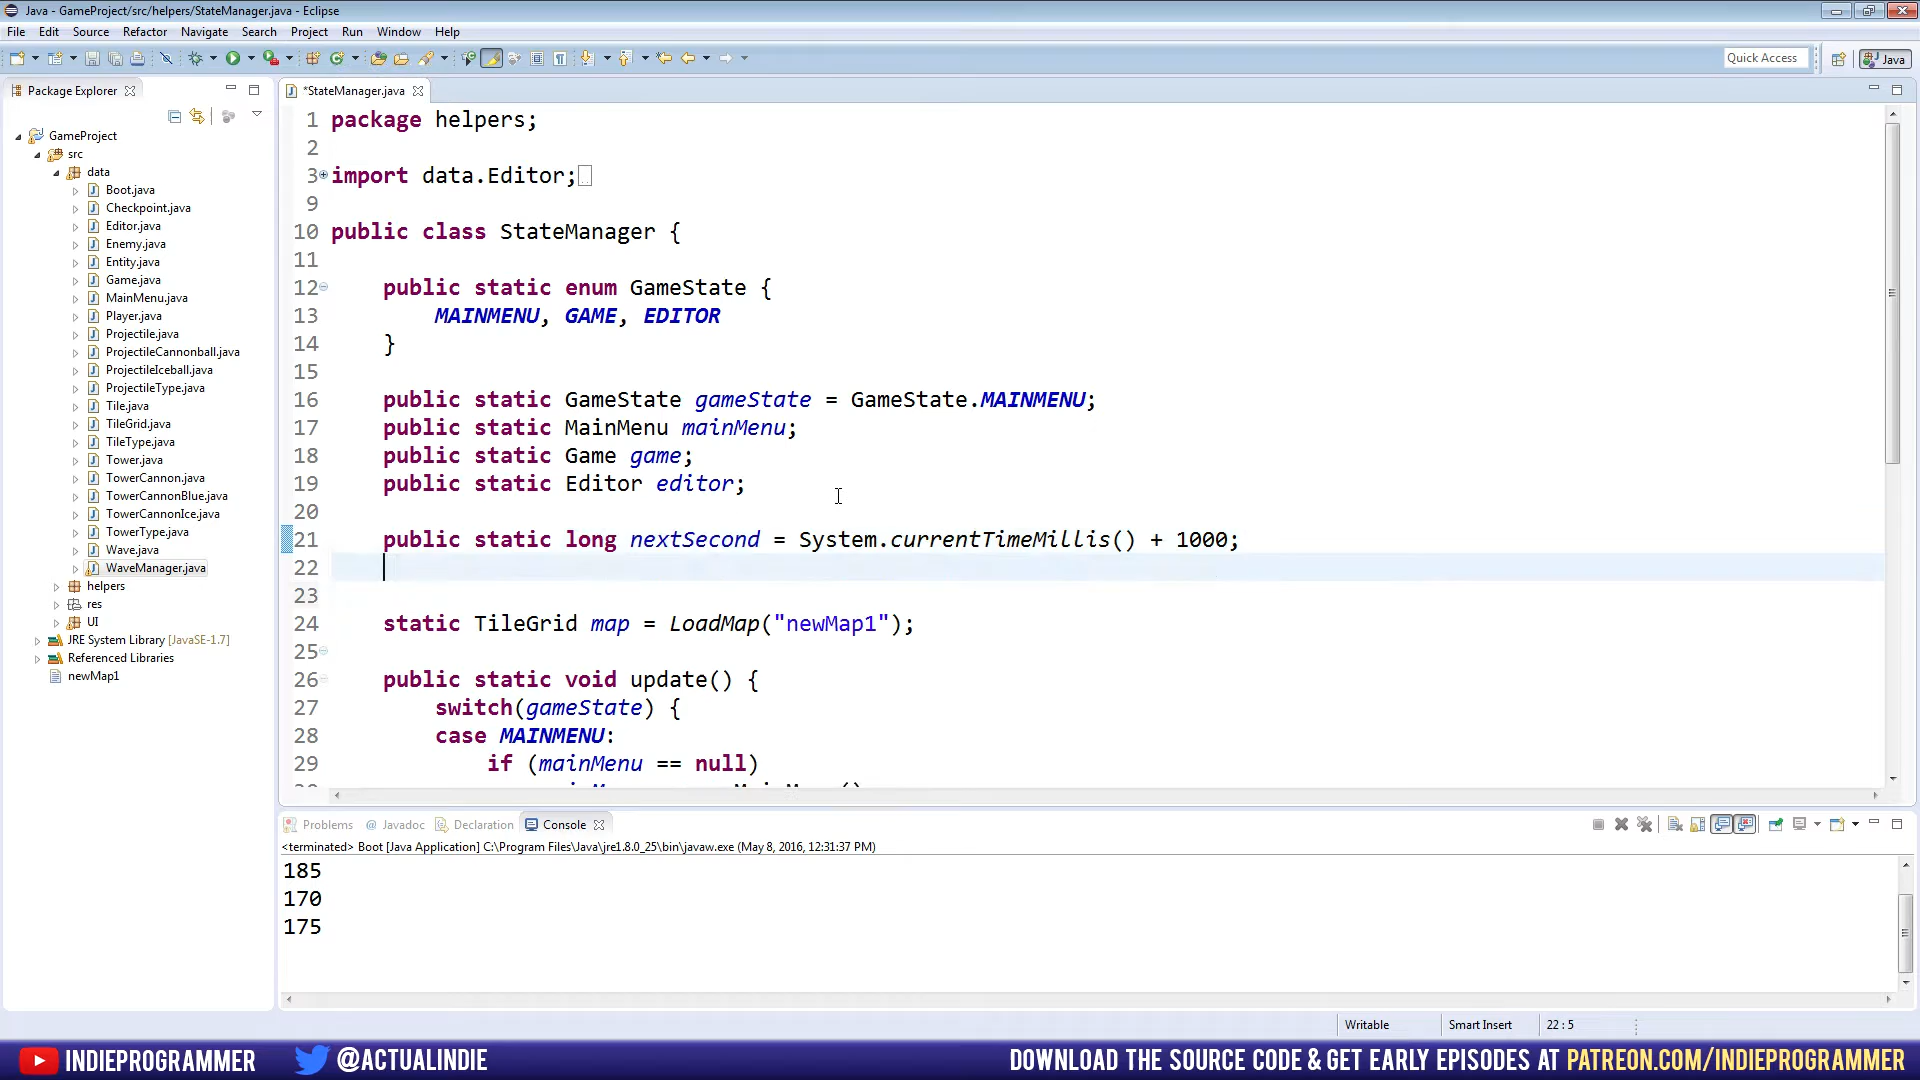 Java - GameProject/src/helpers/StateManager.java - Eclipse
File Edit Source Refactor Navigate Search Project Run Window Help
Quick Access
Java
Package Explorer
GameProject
src
data
Boot.java
Checkpoint.java
Editor.java
Enemy.java
Entity.java
Game.java
MainMenu.java
Player.java
Projectile.java
ProjectileCannonball.java
ProjectileIceball.java
ProjectileType.java
Tile.java
TileGrid.java
TileType.java
Tower.java
TowerCannon.java
TowerCannonBlue.java
TowerCannonIce.java
TowerType.java
Wave.java
WaveManager.java
helpers
res
UI
JRE System Library [JavaSE-1.7]
Referenced Libraries
newMap1
*StateManager.java
1 package helpers;
2
3 import data.Editor;
9
10 public class StateManager {
11
12 public static enum GameState {
13 MAINMENU, GAME, EDITOR
14 }
15
16 public static GameState gameState = GameState.MAINMENU;
17 public static MainMenu mainMenu;
18 public static Game game;
19 public static Editor editor;
20
21 public static long nextSecond = System.currentTimeMillis() + 1000;
22
23
24 static TileGrid map = LoadMap("newMap1");
25
26 public static void update() {
27 switch(gameState) {
28 case MAINMENU:
29 if (mainMenu == null)
Problems @ Javadoc Declaration Console
<terminated> Boot [Java Application] C:\Program Files\Java\jre1.8.0_25\bin\javaw.exe (May 8, 2016, 12:31:37 PM)
185
170
175
Writable Smart Insert 22 : 5
INDIEPROGRAMMER @ACTUALINDIE DOWNLOAD THE SOURCE CODE & GET EARLY EPISODES AT PATREON.COM/INDIEPROGRAMMER